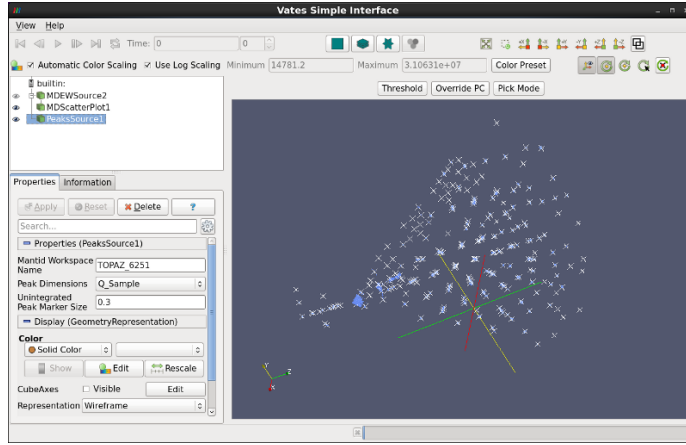 Vates Simple Interface
View Help
Time: 0 0
Automatic Color Scaling Use Log Scaling Minimum 14781.2 Maximum 3.10631e+07 Color Preset
builtin:
MDEWSource2
MDScatterPlot1
PeaksSource1
Threshold Override PC Pick Mode
Properties Information
Apply Reset Delete ?
Search...
Properties (PeaksSource1)
Mantid Workspace Name TOPAZ_6251
Peak Dimensions Q_Sample
Unintegrated Peak Marker Size 0.3
Display (GeometryRepresentation)
Color
Solid Color
Show Edit Rescale
CubeAxes Visible Edit
Representation Wireframe
Y
Z
X